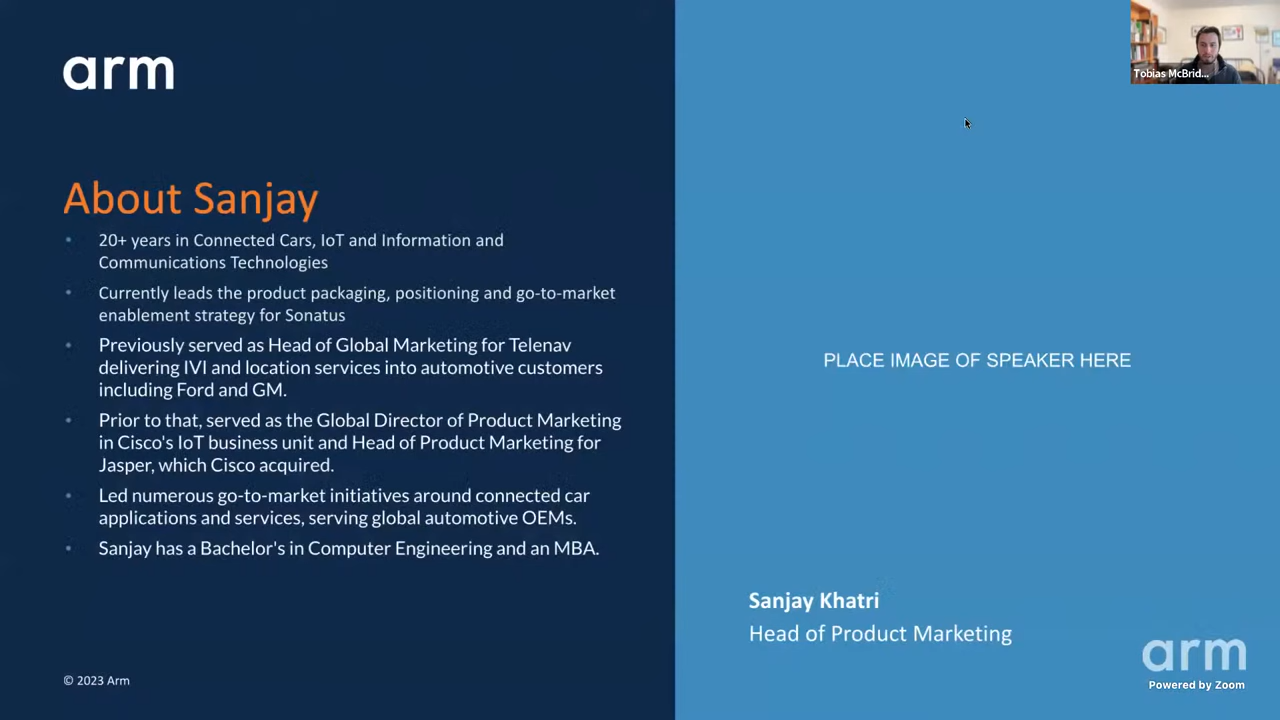 arm
Tobias McBrid...
About Sanjay
• 20+ years in Connected Cars, IoT and Information and
Communications Technologies
• Currently leads the product packaging, positioning and go-to-market
enablement strategy for Sonatus
• Previously served as Head of Global Marketing for Telenav
delivering IVI and location services into automotive customers
including Ford and GM.
• Prior to that, served as the Global Director of Product Marketing
in Cisco's IoT business unit and Head of Product Marketing for
Jasper, which Cisco acquired.
• Led numerous go-to-market initiatives around connected car
applications and services, serving global automotive OEMs.
• Sanjay has a Bachelor's in Computer Engineering and an MBA.
PLACE IMAGE OF SPEAKER HERE
Sanjay Khatri
Head of Product Marketing
© 2023 Arm
arm
Powered by Zoom